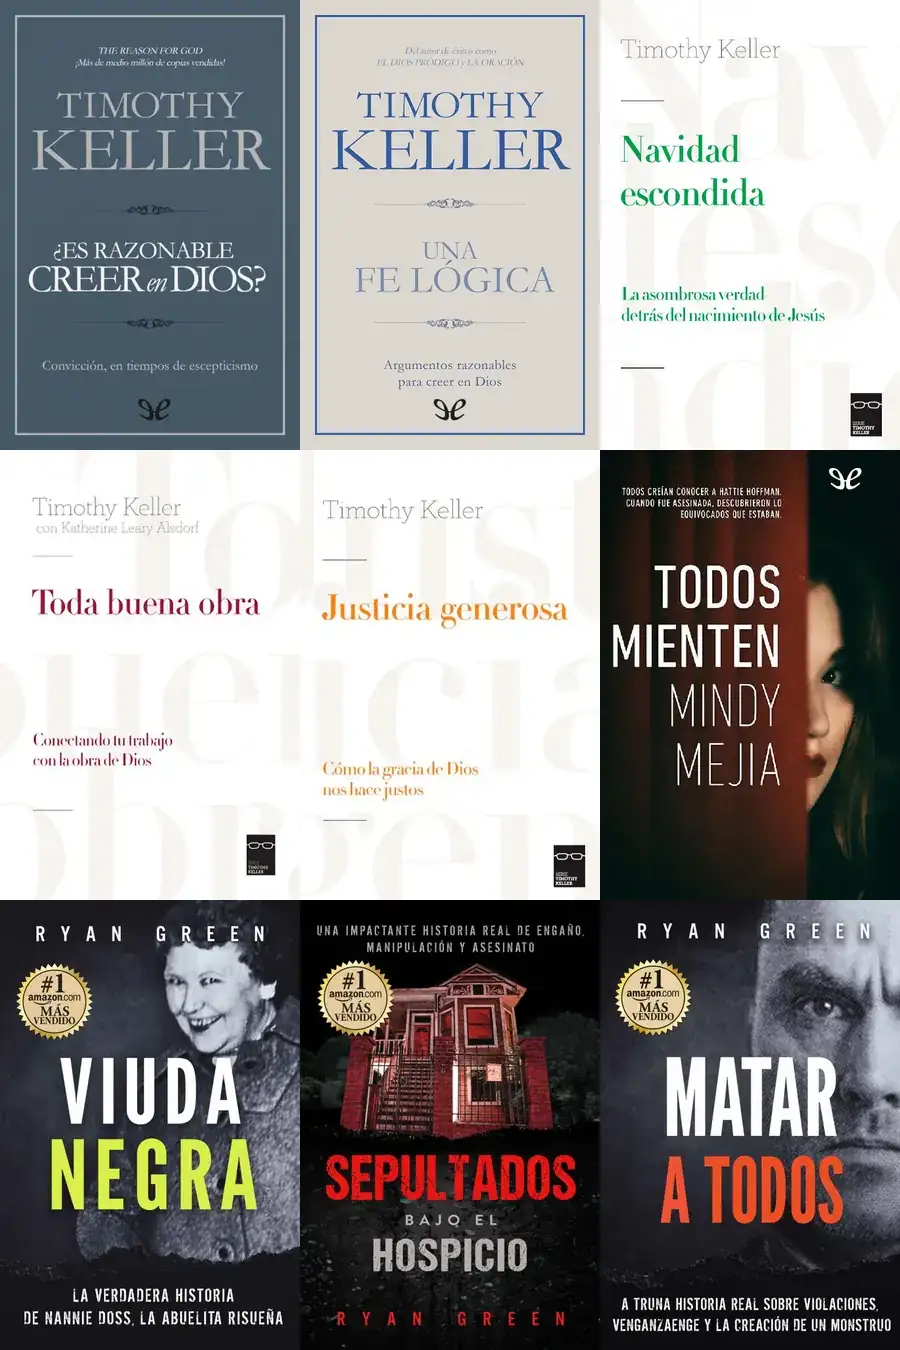 THE REASON FOR GOD
¡Más de medio millón de copias vendidas!
TIMOTHY
KELLER
¿ES RAZONABLE
CREER en DIOS?
Convicción, en tiempos de escepticismo
Del autor de éxitos como
EL DIOS PRÓDIGO y LA ORACIÓN
TIMOTHY
KELLER
UNA
FE LÓGICA
Argumentos razonables
para creer en Dios
Timothy Keller
Navidad
escondida
La asombrosa verdad
detrás del nacimiento de Jesús
TIMOTHY
KELLER
Timothy Keller
con Katherine Leary Alsdorf
Toda buena obra
Conectando tu trabajo
con la obra de Dios
TIMOTHY
KELLER
Timothy Keller
Justicia generosa
Cómo la gracia de Dios
nos hace justos
TIMOTHY
KELLER
TODOS CREÍAN CONOCER A HATTIE HOFFMAN.
CUANDO FUE ASESINADA, DESCUBRIERON LO
EQUIVOCADOS QUE ESTABAN.
TODOS
MIENTEN
MINDY
MEJIA
RYAN GREEN
#1
amazon.com
MÁS
VENDIDO
VIUDA
NEGRA
LA VERDADERA HISTORIA
DE NANNIE DOSS, LA ABUELITA RISUEÑA
UNA IMPACTANTE HISTORIA REAL DE ENGAÑO,
MANIPULACIÓN Y ASESINATO
#1
amazon.com
MÁS
VENDIDO
SEPULTADOS
BAJO EL
HOSPICIO
RYAN GREEN
RYAN GREEN
#1
amazon.com
MÁS
VENDIDO
MATAR
A TODOS
A TRUNA HISTORIA REAL SOBRE VIOLACIONES,
VENGANZAENGE Y LA CREACIÓN DE UN MONSTRUO